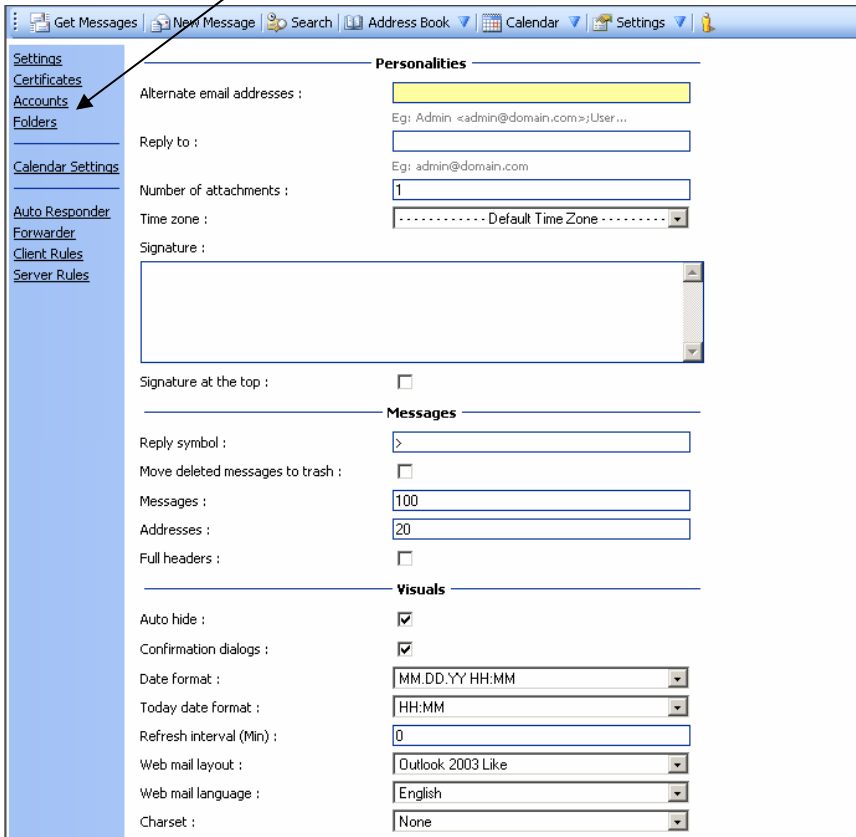 Get Messages | New Message | Search | Address Book | Calendar | Settings
Settings
Certificates
Accounts
Folders
Calendar Settings
Auto Responder
Forwarder
Client Rules
Server Rules
Personalities
Alternate email addresses :
Eg: Admin <admin@domain.com>;User...
Reply to :
Eg: admin@domain.com
Number of attachments : 1
Time zone : ------------ Default Time Zone ---------
Signature :
Signature at the top :
Messages
Reply symbol : >
Move deleted messages to trash :
Messages : 100
Addresses : 20
Full headers :
Visuals
Auto hide :
Confirmation dialogs :
Date format : MM.DD.YY HH:MM
Today date format : HH:MM
Refresh interval (Min) : 0
Web mail layout : Outlook 2003 Like
Web mail language : English
Charset : None